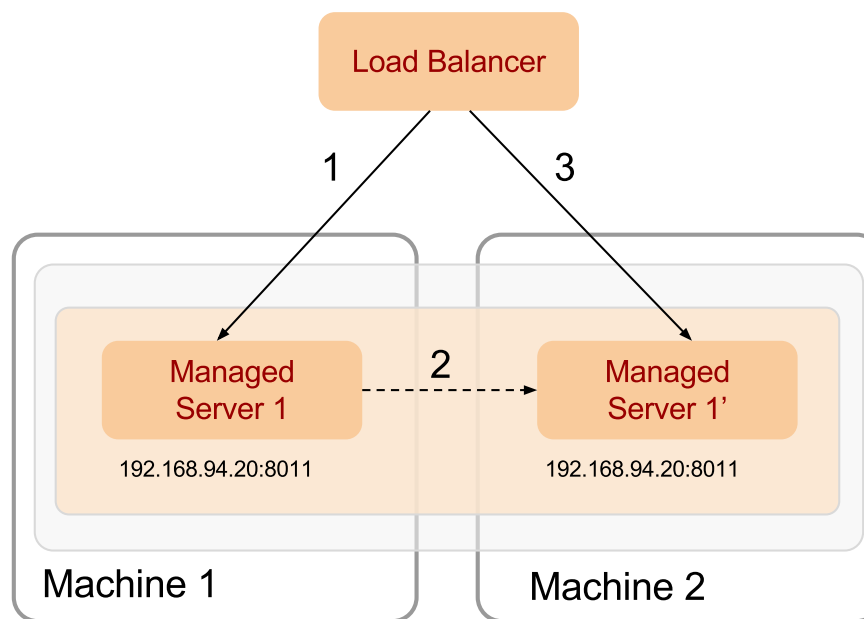 Load Balancer
1
3
Managed
Server 1
2
Managed
Server 1’
192.168.94.20:8011
192.168.94.20:8011
Machine 1
Machine 2